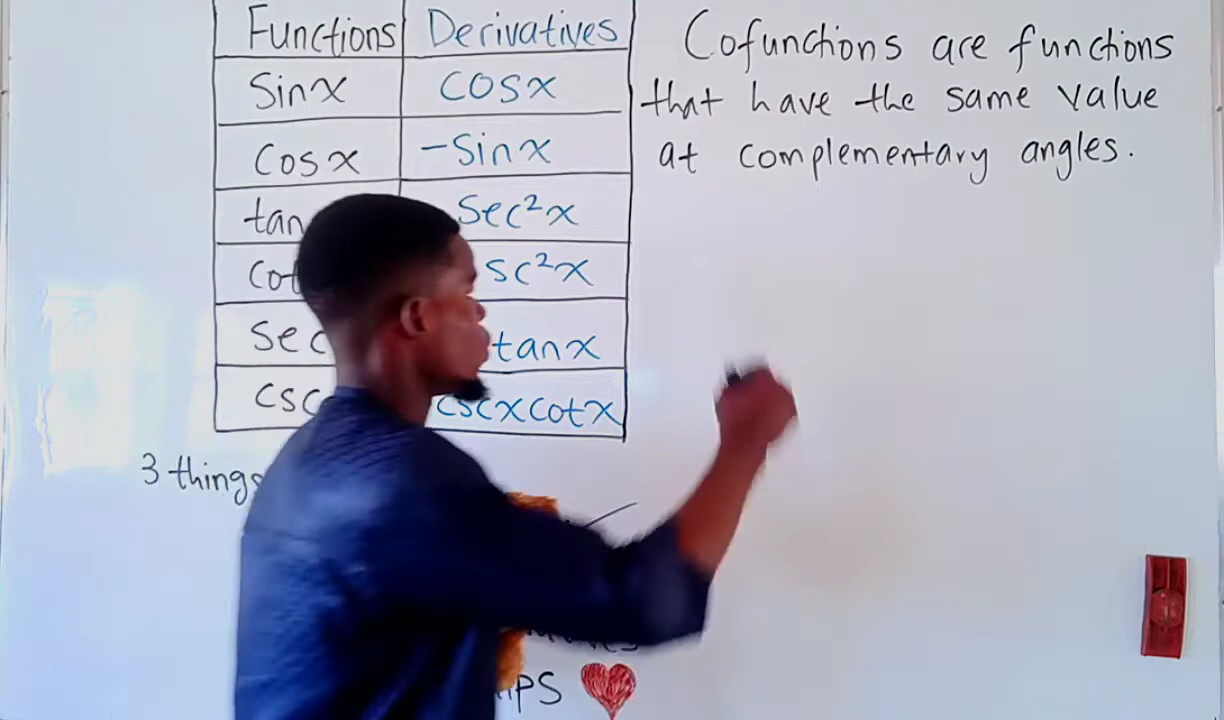 Functions Derivatives
Sinx COSx
Cosx -Sinx
tan Sec²x
Cot sc²x
Sec tanx
CSC cscxcotx
3 things
Cofunctions are functions
that have the same value
at complementary angles.